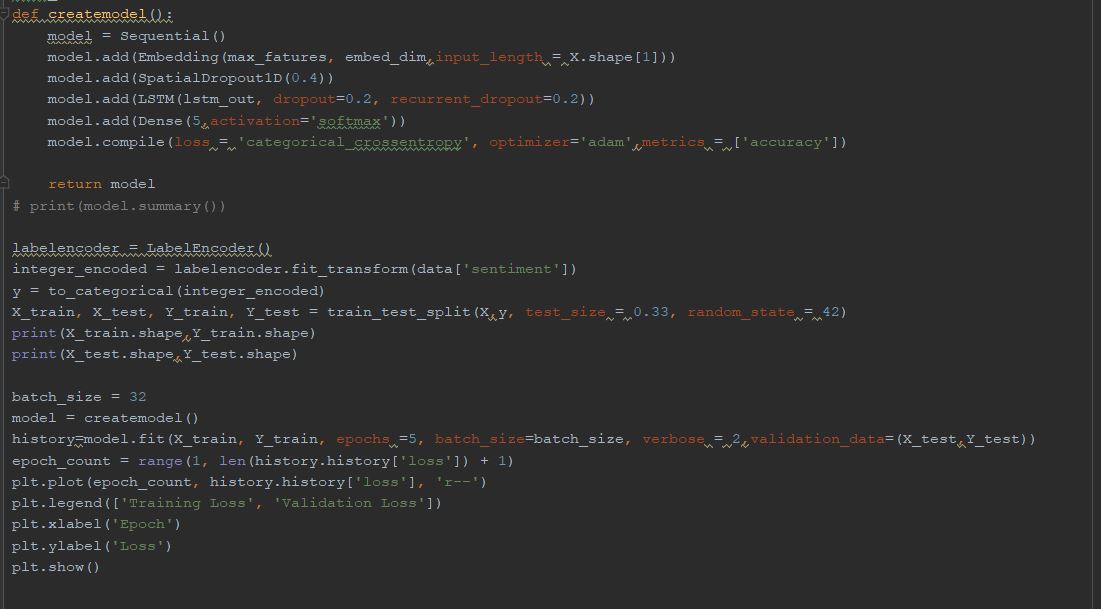 def createmodel():
    model = Sequential()
    model.add(Embedding(max_fatures, embed_dim,input_length = X.shape[1]))
    model.add(SpatialDropout1D(0.4))
    model.add(LSTM(lstm_out, dropout=0.2, recurrent_dropout=0.2))
    model.add(Dense(5,activation='softmax'))
    model.compile(loss = 'categorical_crossentropy', optimizer='adam',metrics = ['accuracy'])
    return model
# print(model.summary())
labelencoder = LabelEncoder()
integer_encoded = labelencoder.fit_transform(data['sentiment'])
y = to_categorical(integer_encoded)
X_train, X_test, Y_train, Y_test = train_test_split(X,y, test_size = 0.33, random_state = 42)
print(X_train.shape,Y_train.shape)
print(X_test.shape,Y_test.shape)
batch_size = 32
model = createmodel()
history=model.fit(X_train, Y_train, epochs =5, batch_size=batch_size, verbose = 2,validation_data=(X_test,Y_test))
epoch_count = range(1, len(history.history['loss']) + 1)
plt.plot(epoch_count, history.history['loss'], 'r--')
plt.legend(['Training Loss', 'Validation Loss'])
plt.xlabel('Epoch')
plt.ylabel('Loss')
plt.show()